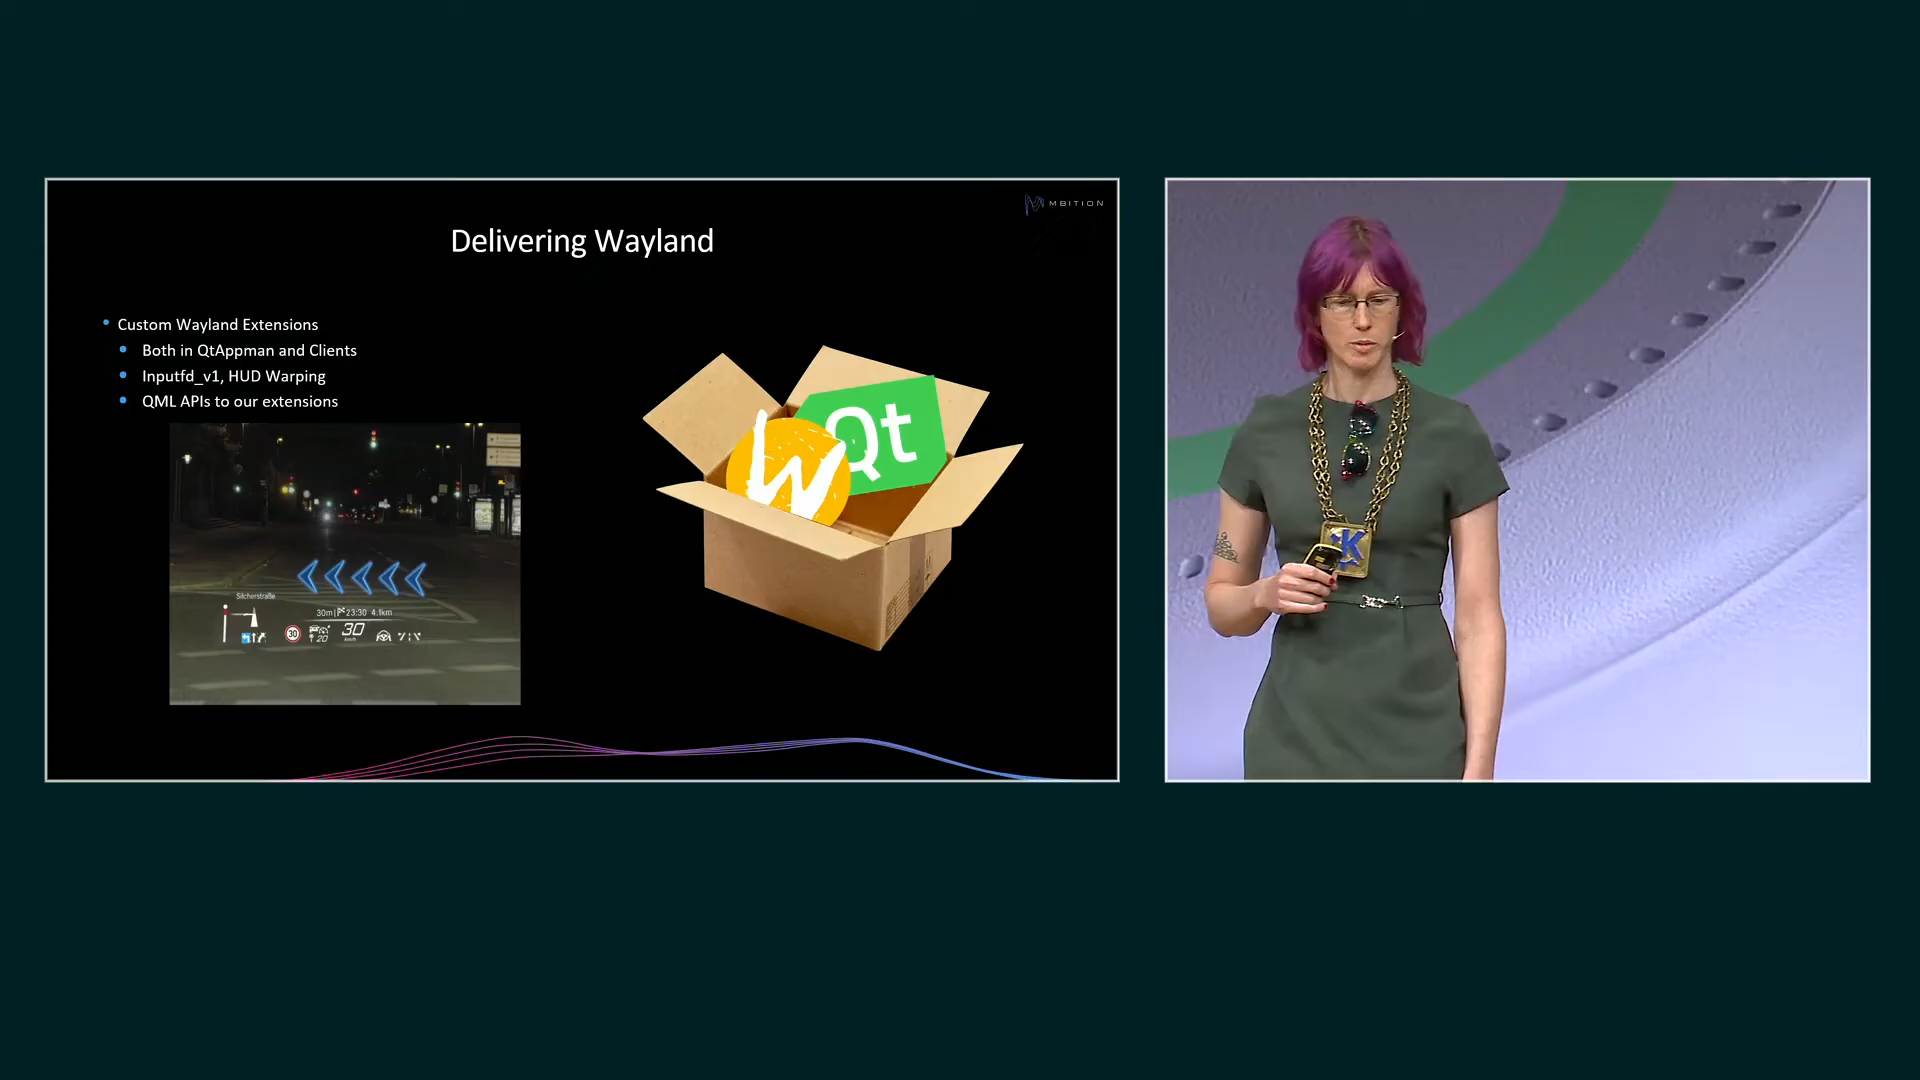 MBITION
Delivering Wayland
Custom Wayland Extensions
Both in QtAppman and Clients
Inputfd_v1, HUD Warping
QML APIs to our extensions
Qt
W
Silcherstraße
30m 23:30 4.1km
30
20
30
km/h
K